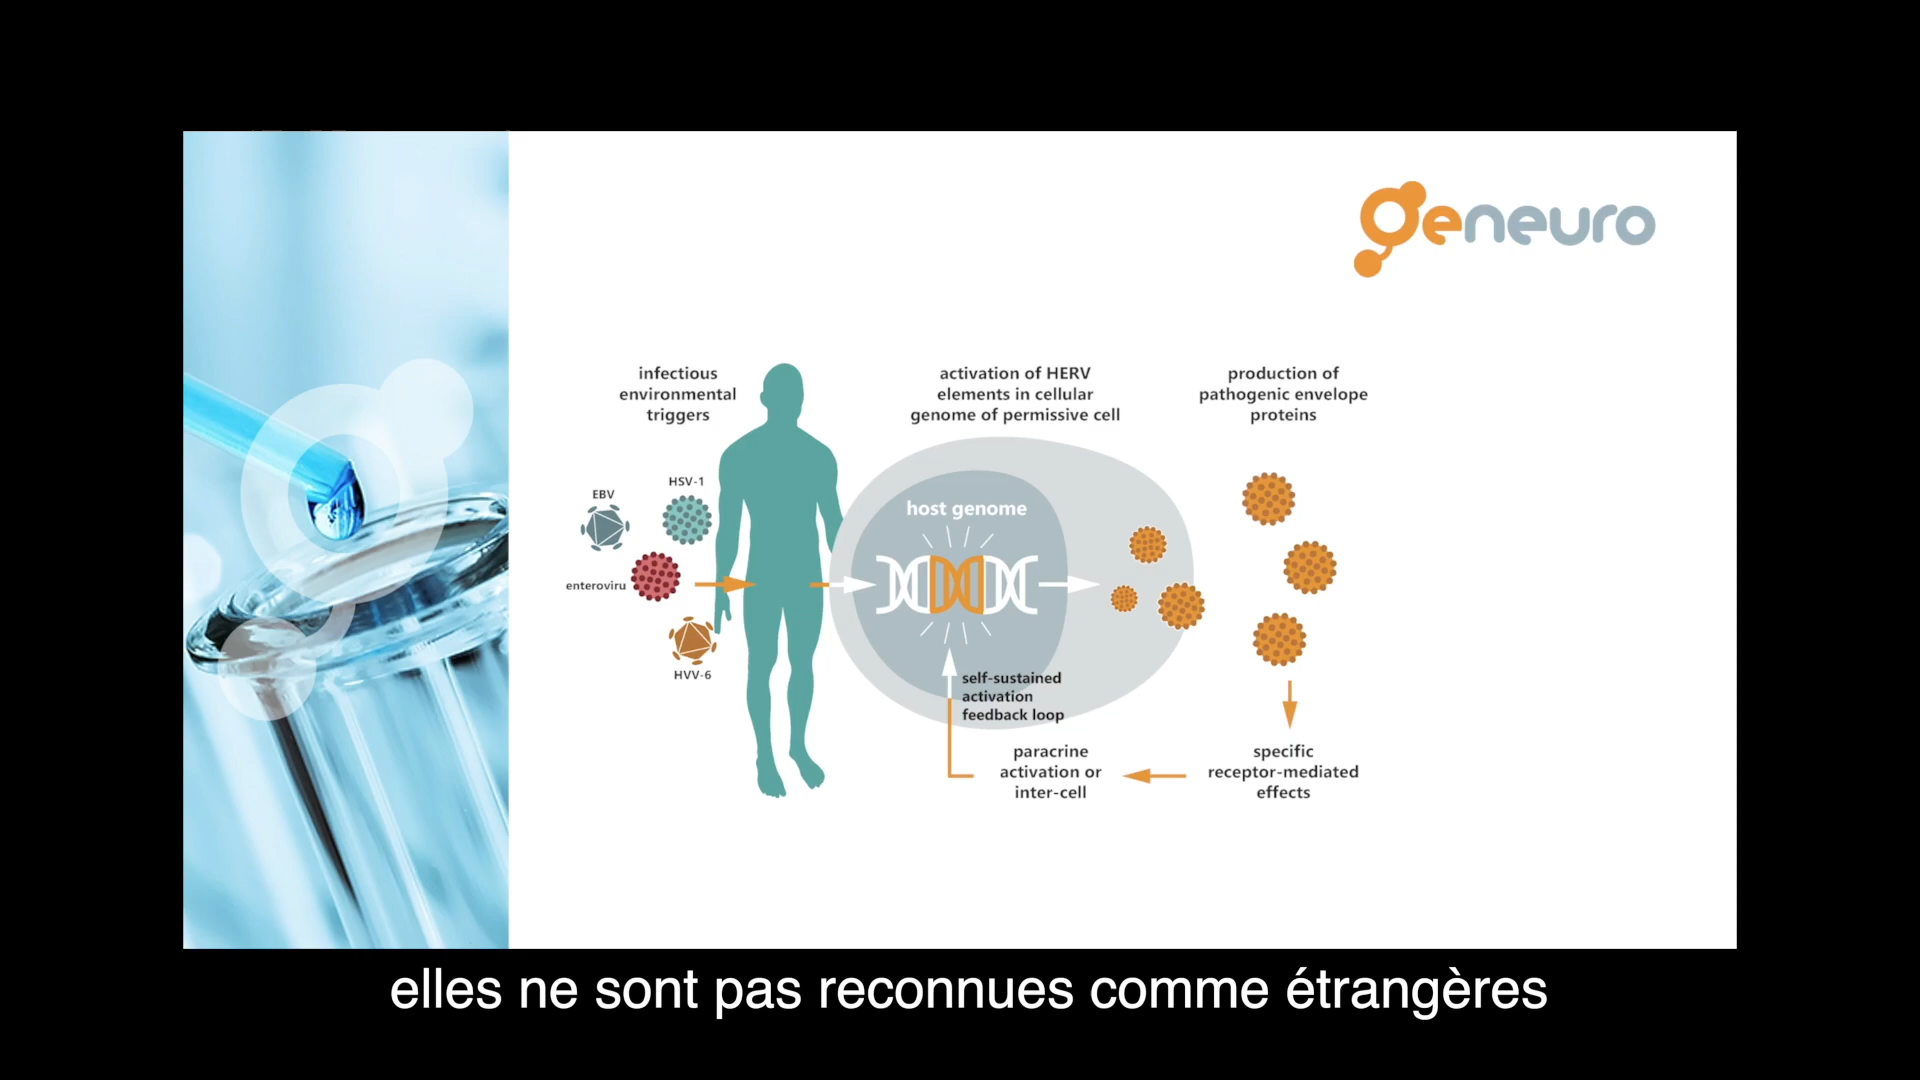 geneuro
infectious
environmental
triggers
activation of HERV
elements in cellular
genome of permissive cell
production of
pathogenic envelope
proteins
EBV
HSV-1
enteroviru
HVV-6
host genome
self-sustained
activation
feedback loop
paracrine
activation or
inter-cell
specific
receptor-mediated
effects
elles ne sont pas reconnues comme étrangères